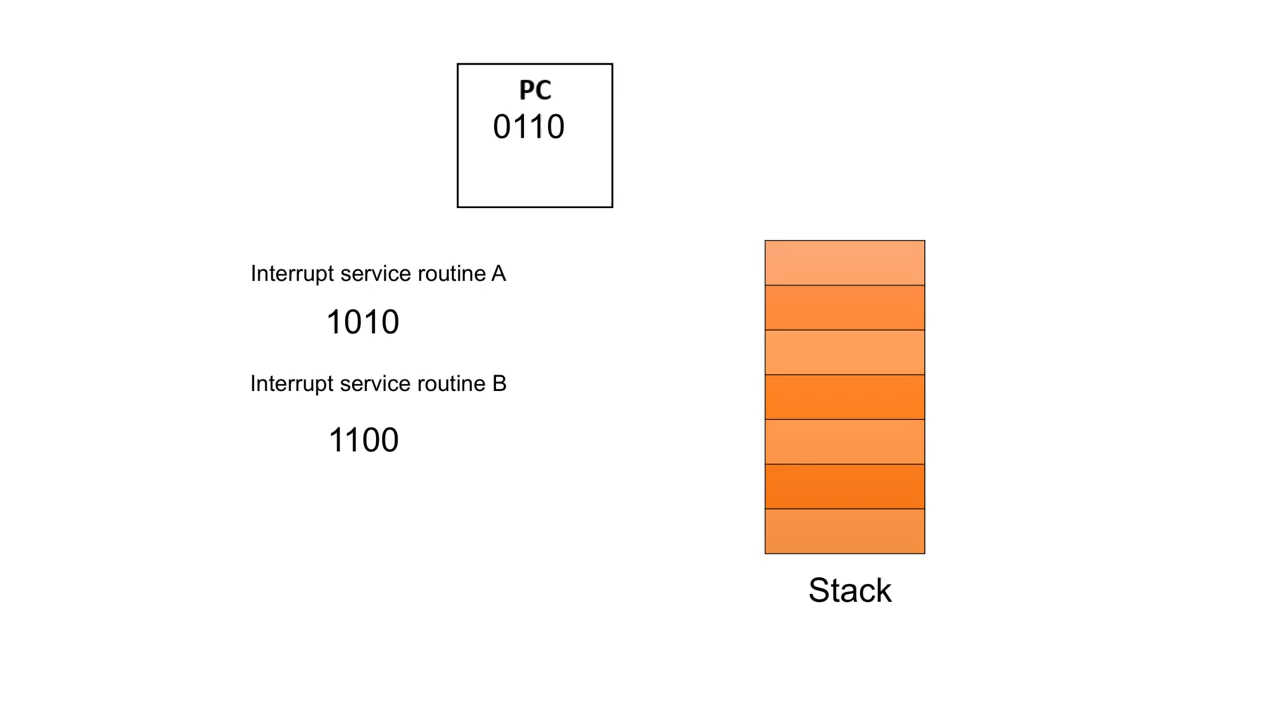 PC
0110
Interrupt service routine A
1010
Interrupt service routine B
1100
Stack